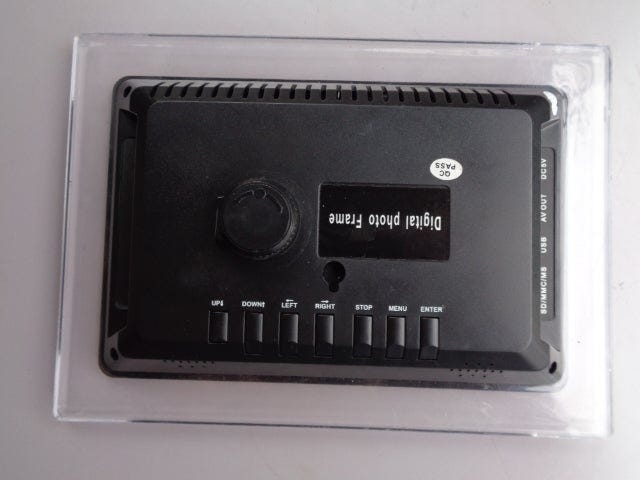 QC
PASS
Digital photo Frame
UP⇓ DOWN⇑ ← LEFT → RIGHT STOP MENU ENTER
SD/MMC/MS USB AV OUT DC5V